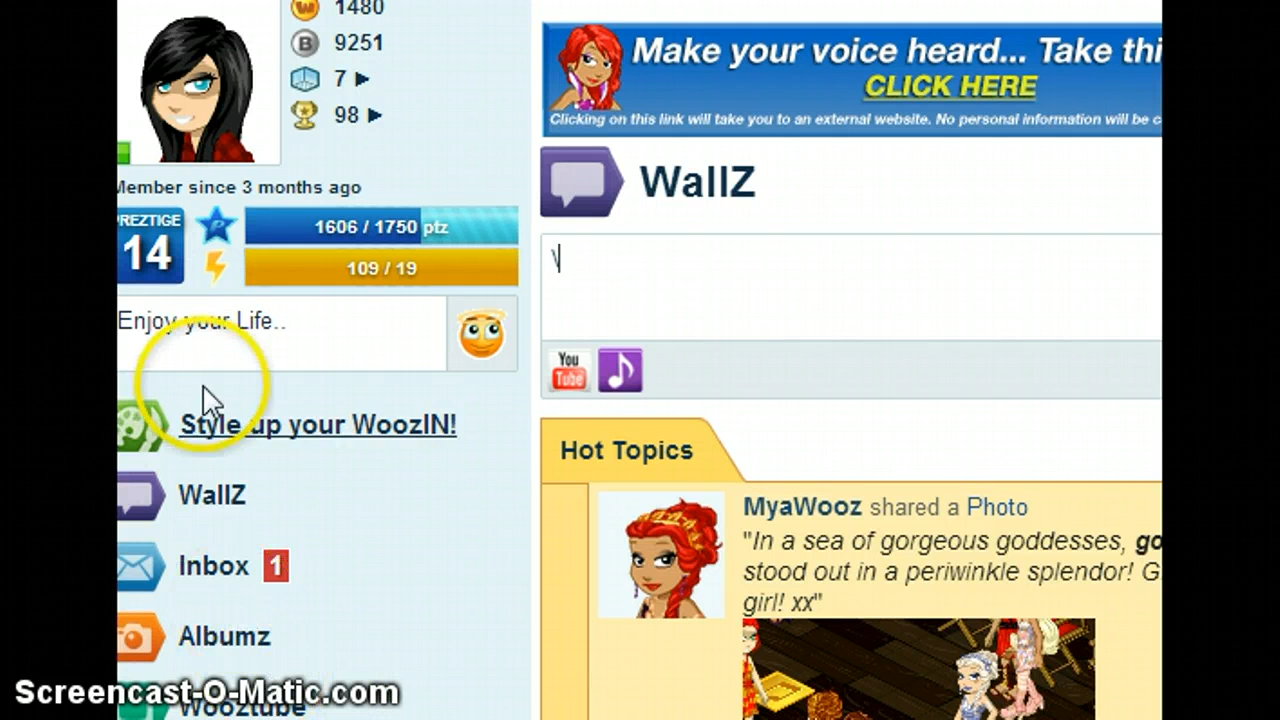 1480
B 9251
7
98
Member since 3 months ago
PREZTIGE
14
P
1606 / 1750 ptz
109 / 19
Enjoy your Life..
Style up your WoozIN!
WallZ
Inbox 1
Albumz
Wooztube
Screencast-O-Matic.com
Make your voice heard... Take thi
CLICK HERE
Clicking on this link will take you to an external website. No personal information will be c
WallZ
You
Tube
Hot Topics
MyaWooz shared a Photo
"In a sea of gorgeous goddesses, go
stood out in a periwinkle splendor! G
girl! xx"